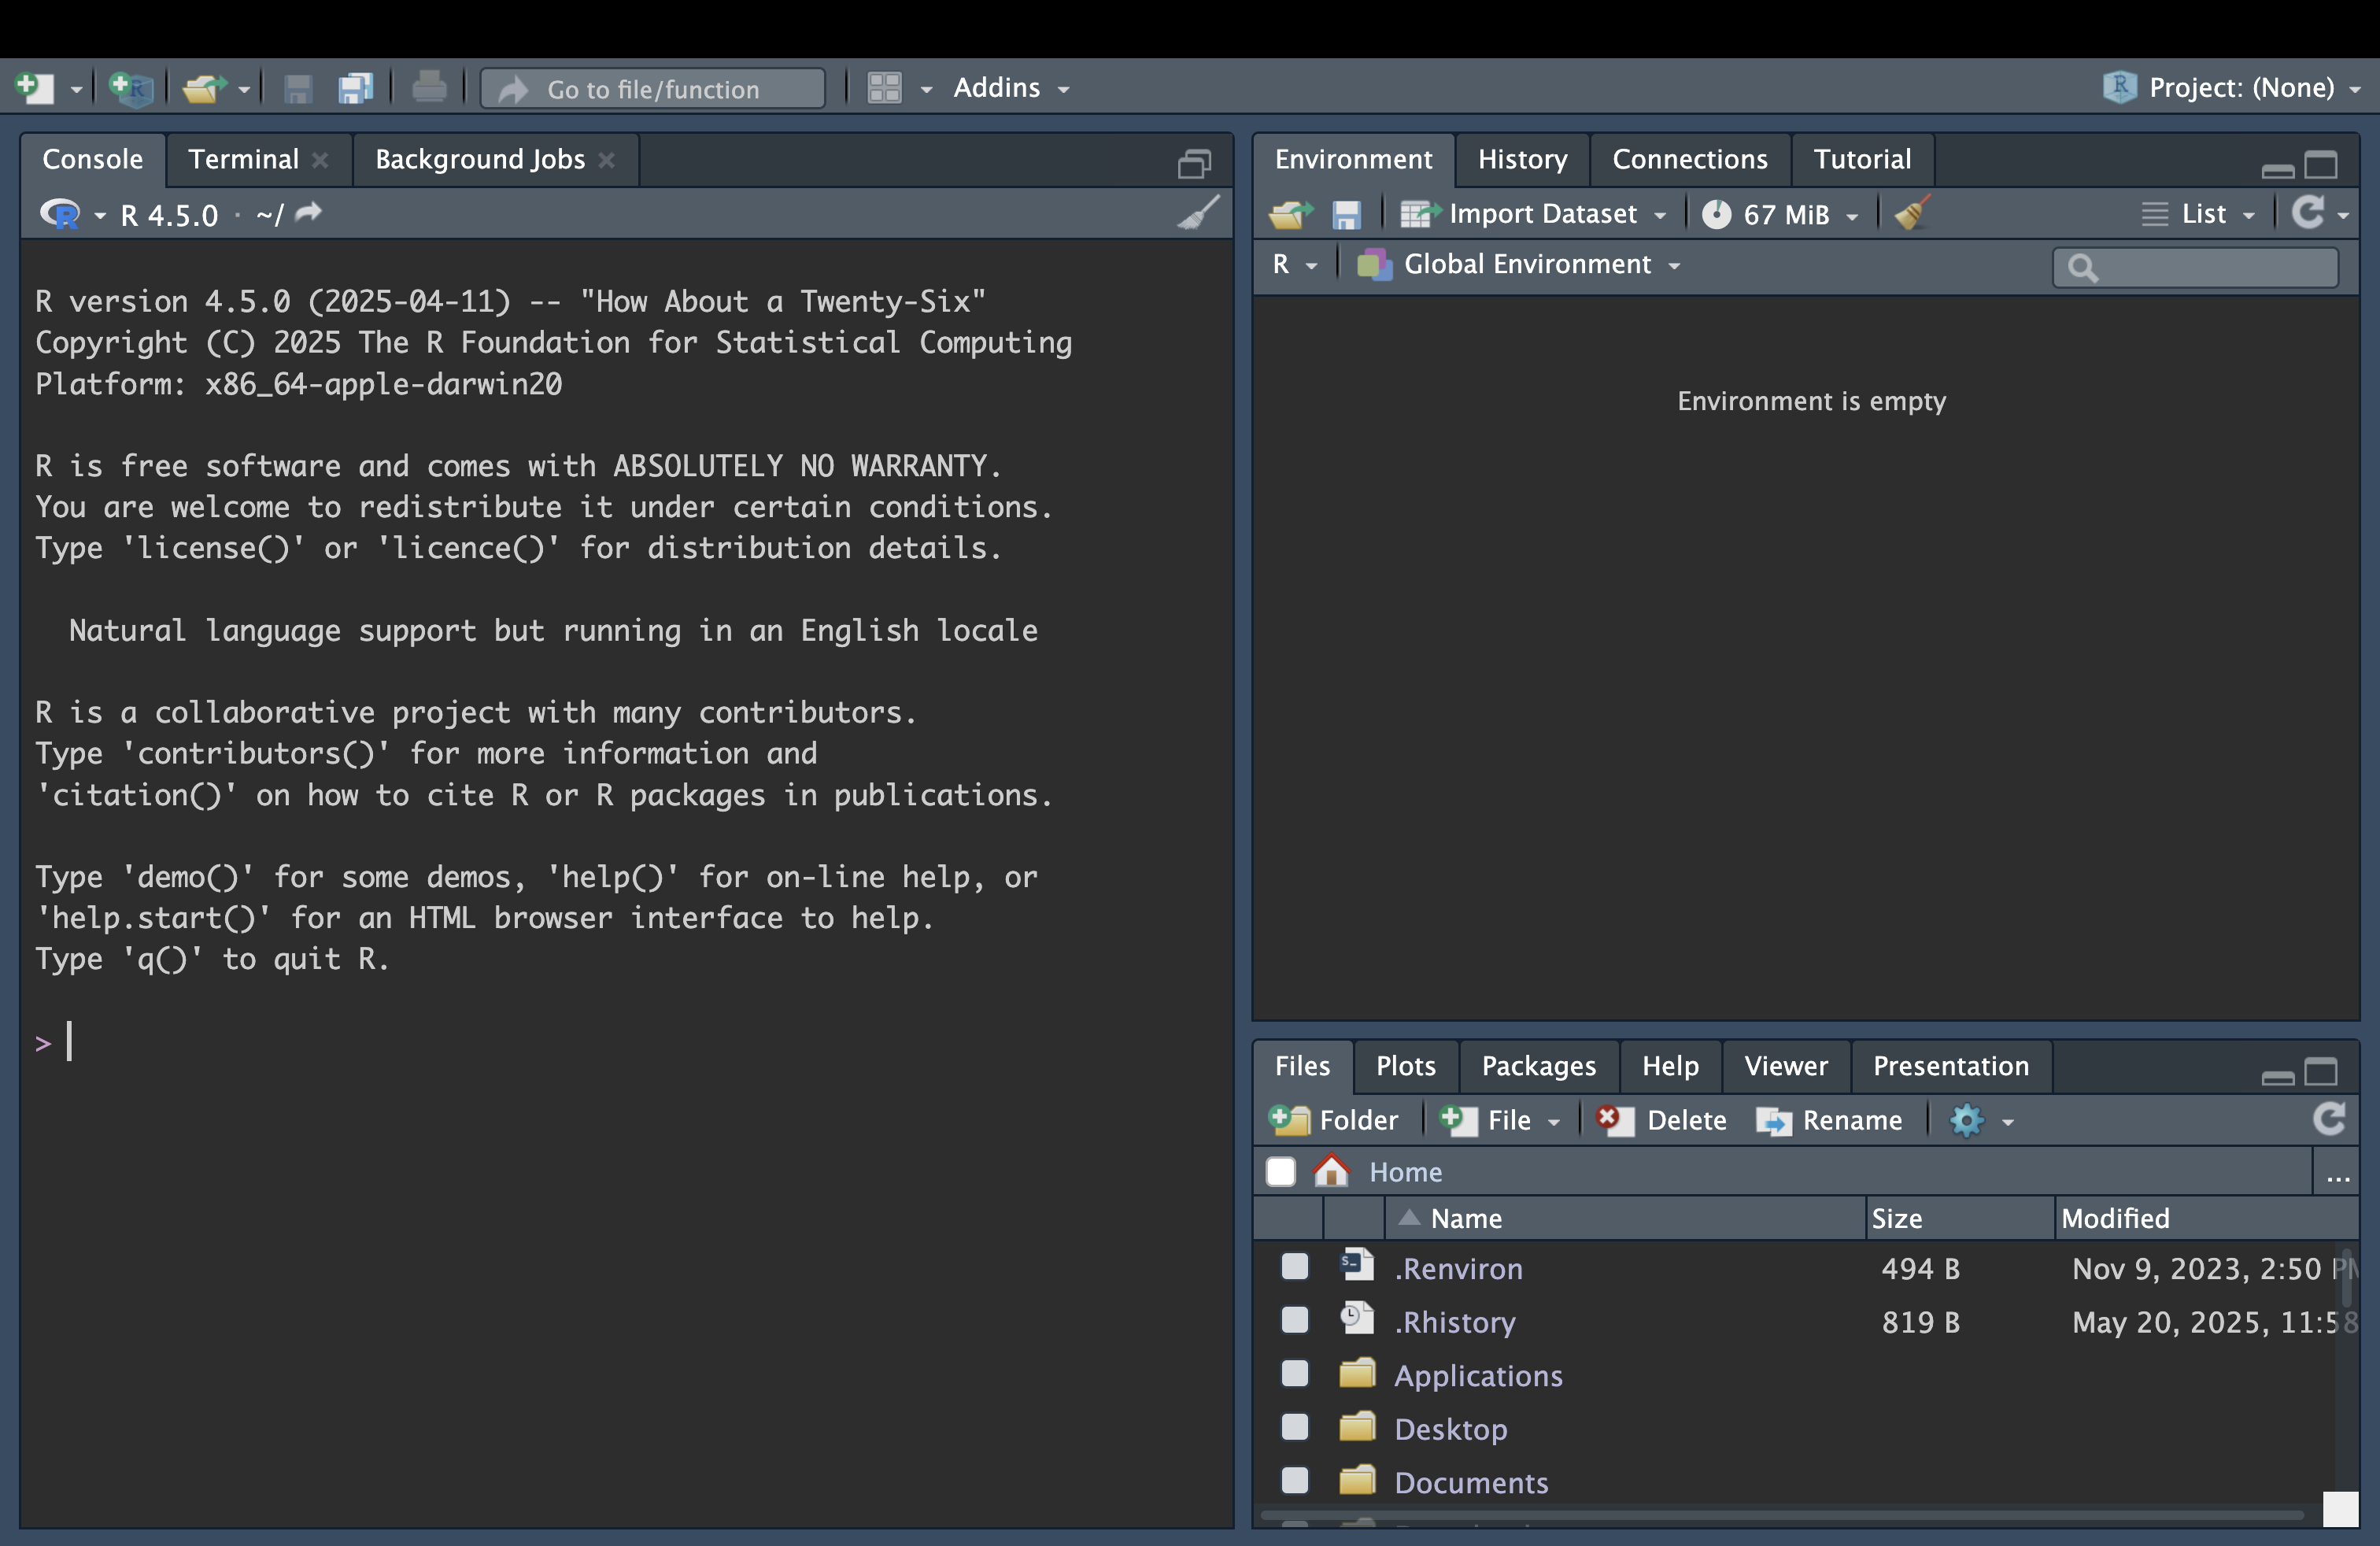 Go to file/function
Addins
Project: (None)
Console
Terminal
Background Jobs
R 4.5.0 · ~/
R version 4.5.0 (2025-04-11) -- "How About a Twenty-Six"
Copyright (C) 2025 The R Foundation for Statistical Computing
Platform: x86_64-apple-darwin20
R is free software and comes with ABSOLUTELY NO WARRANTY.
You are welcome to redistribute it under certain conditions.
Type 'license()' or 'licence()' for distribution details.
Natural language support but running in an English locale
R is a collaborative project with many contributors.
Type 'contributors()' for more information and
'citation()' on how to cite R or R packages in publications.
Type 'demo()' for some demos, 'help()' for on-line help, or
'help.start()' for an HTML browser interface to help.
Type 'q()' to quit R.
>
Environment
History
Connections
Tutorial
Import Dataset
67 MiB
List
R
Global Environment
Environment is empty
Files
Plots
Packages
Help
Viewer
Presentation
Folder
File
Delete
Rename
Home
...
Name Size Modified
.Renviron 494 B Nov 9, 2023, 2:50 PM
.Rhistory 819 B May 20, 2025, 11:58
Applications
Desktop
Documents